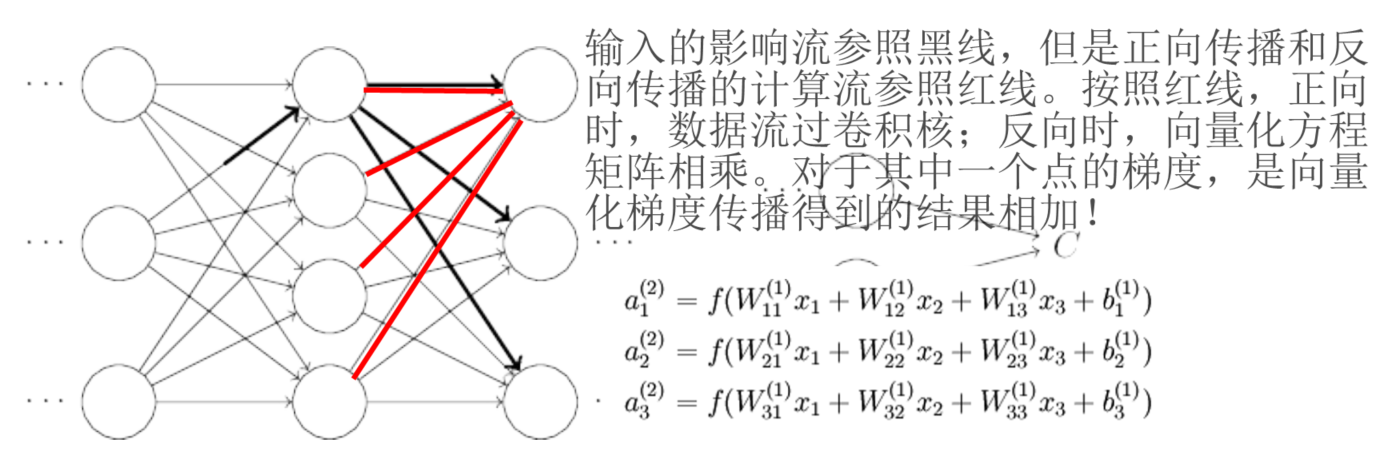 输入的影响流参照黑线，但是正向传播和反
向传播的计算流参照红线。按照红线，正向
时，数据流过卷积核；反向时，向量化方程
矩阵相乘。对于其中一个点的梯度，是向量
化梯度传播得到的结果相加！
C
a_1^{(2)} = f(W_{11}^{(1)}x_1 + W_{12}^{(1)}x_2 + W_{13}^{(1)}x_3 + b_1^{(1)})
a_2^{(2)} = f(W_{21}^{(1)}x_1 + W_{22}^{(1)}x_2 + W_{23}^{(1)}x_3 + b_2^{(1)})
a_3^{(2)} = f(W_{31}^{(1)}x_1 + W_{32}^{(1)}x_2 + W_{33}^{(1)}x_3 + b_3^{(1)})